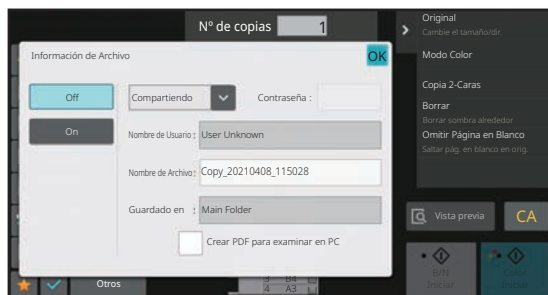 Nº de copias 1
Original
Cambie el tamaño/dir.
Modo Color
Copia 2-Caras
Borrar
Borrar sombra alrededor
Omitir Página en Blanco
Saltar pág. en blanco en orig.
Información de Archivo
OK
Off
On
Compartiendo
Contraseña :
Nombre de Usuario : User Unknown
Nombre de Archivo : Copy_20210408_115028
Guardado en : Main Folder
Crear PDF para examinar en PC
Vista previa
CA
B/N
Iniciar
Color
Iniciar
Otros
3 B4
4 A3